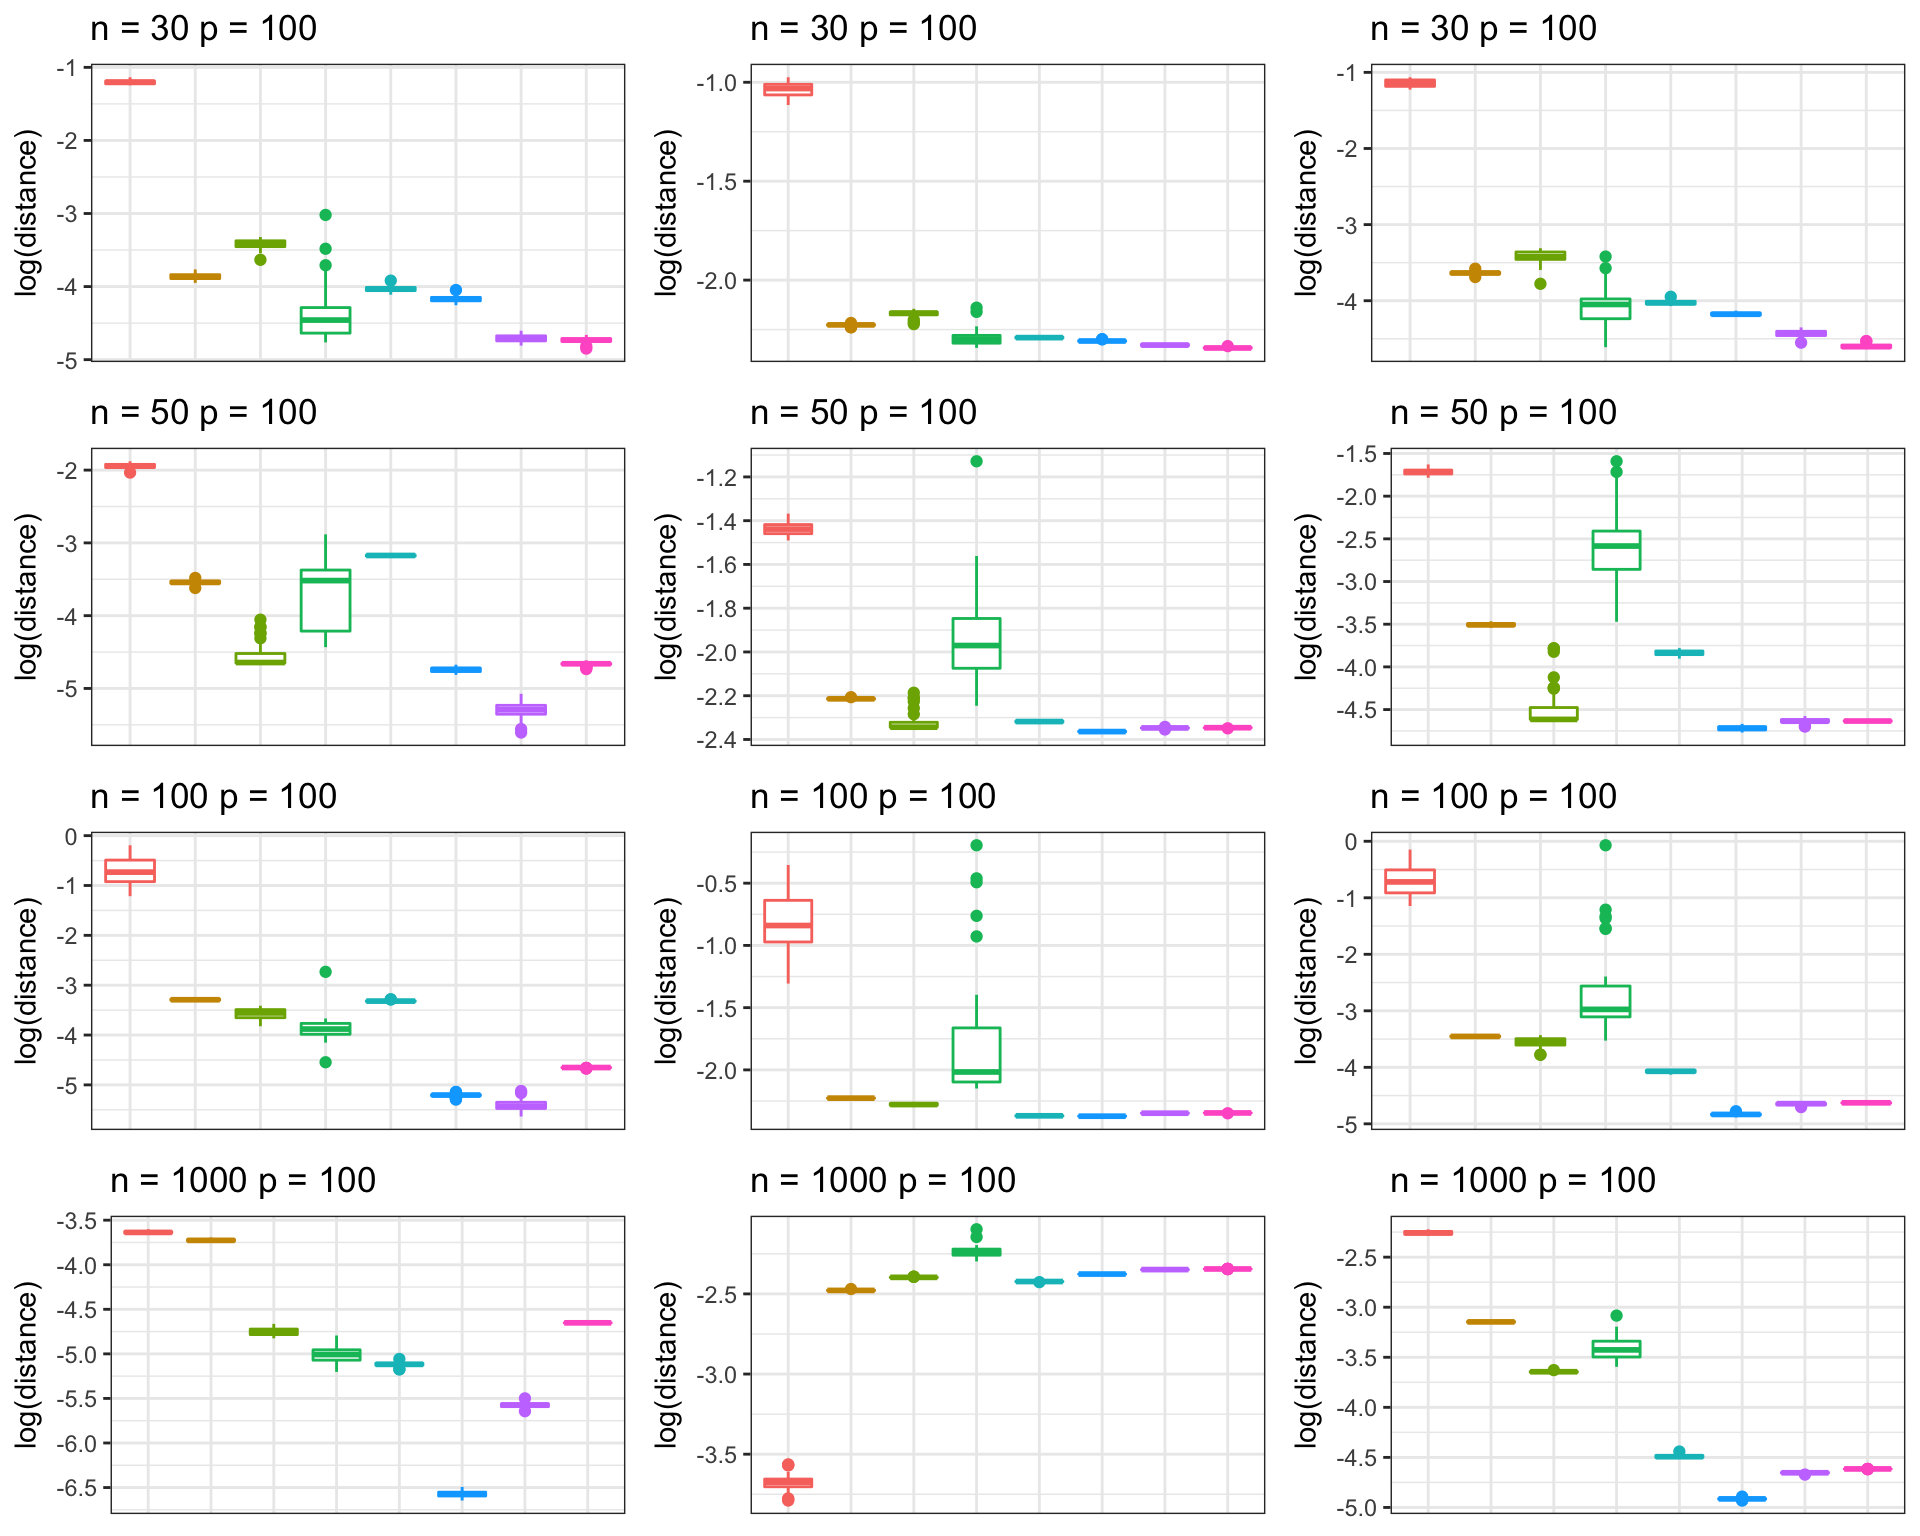 n = 30 p = 100
n = 30 p = 100
n = 30 p = 100
log(distance)
-1
-2
-3
-4
-5
log(distance)
-1.0
-1.5
-2.0
log(distance)
-1
-2
-3
-4
n = 50 p = 100
n = 50 p = 100
n = 50 p = 100
log(distance)
-2
-3
-4
-5
log(distance)
-1.2
-1.4
-1.6
-1.8
-2.0
-2.2
-2.4
log(distance)
-1.5
-2.0
-2.5
-3.0
-3.5
-4.0
-4.5
n = 100 p = 100
n = 100 p = 100
n = 100 p = 100
log(distance)
0
-1
-2
-3
-4
-5
log(distance)
-0.5
-1.0
-1.5
-2.0
log(distance)
0
-1
-2
-3
-4
-5
n = 1000 p = 100
n = 1000 p = 100
n = 1000 p = 100
log(distance)
-3.5
-4.0
-4.5
-5.0
-5.5
-6.0
-6.5
log(distance)
-2.5
-3.0
-3.5
log(distance)
-2.5
-3.0
-3.5
-4.0
-4.5
-5.0